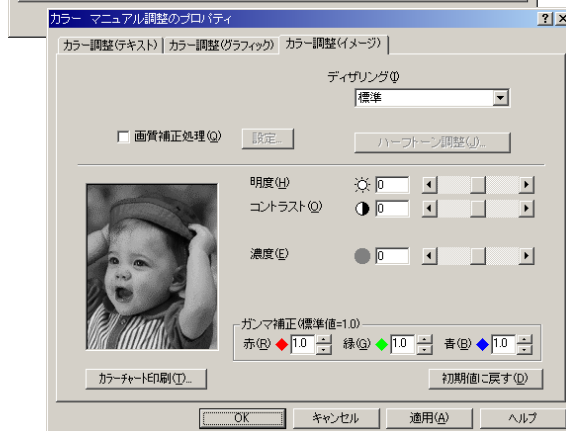 カラー マニュアル調整のプロパティ
カラー調整(テキスト) カラー調整(グラフィック) カラー調整(イメージ)
ディザリング(I)
標準
画質補正処理(Q) 設定... ハーフトーン調整(J)...
明度(H) 0
コントラスト(O) 0
濃度(E) 0
ガンマ補正(標準値=1.0)
赤(R) 1.0 緑(G) 1.0 青(B) 1.0
カラーチャート印刷(T)... 初期値に戻す(D)
OK キャンセル 適用(A) ヘルプ